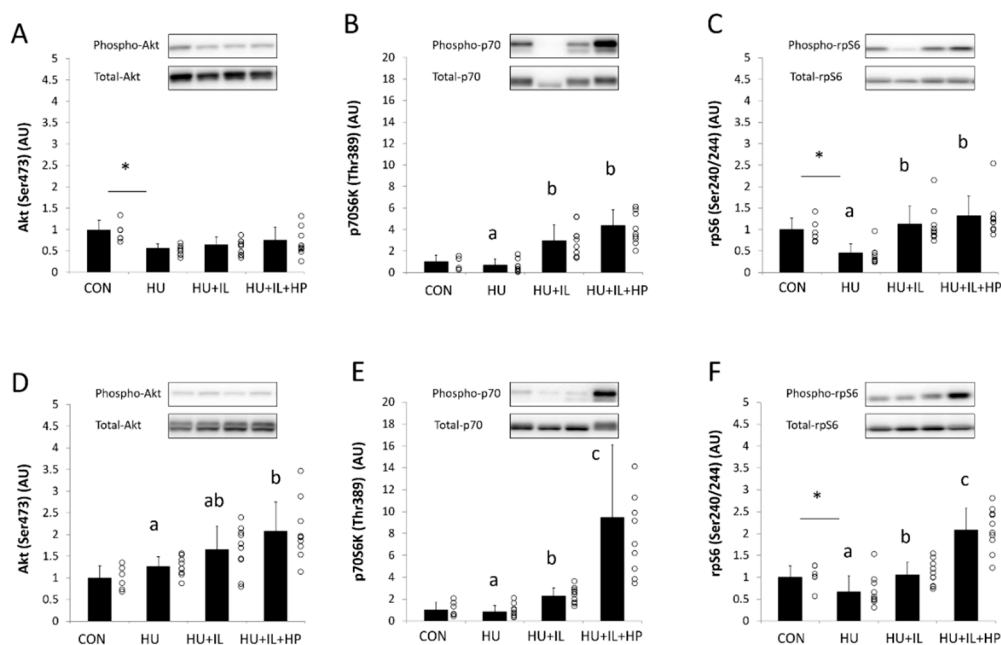 A
Phospho-Akt
Total-Akt
Akt (Ser473) (AU)
5
4.5
4
3.5
3
2.5
2
1.5
1
0.5
0
*
CON HU HU+IL HU+IL+HP
B
Phospho-p70
Total-p70
p70S6K (Thr389) (AU)
20
18
16
14
12
10
8
6
4
2
0
a
b
b
CON HU HU+IL HU+IL+HP
C
Phospho-rpS6
Total-rpS6
rpS6 (Ser240/244) (AU)
5
4.5
4
3.5
3
2.5
2
1.5
1
0.5
0
*
a
b
b
CON HU HU+IL HU+IL+HP
D
Phospho-Akt
Total-Akt
Akt (Ser473) (AU)
5
4.5
4
3.5
3
2.5
2
1.5
1
0.5
0
a
ab
b
CON HU HU+IL HU+IL+HP
E
Phospho-p70
Total-p70
p70S6K (Thr389) (AU)
20
18
16
14
12
10
8
6
4
2
0
a
b
c
CON HU HU+IL HU+IL+HP
F
Phospho-rpS6
Total-rpS6
rpS6 (Ser240/244) (AU)
5
4.5
4
3.5
3
2.5
2
1.5
1
0.5
0
*
a
b
c
CON HU HU+IL HU+IL+HP